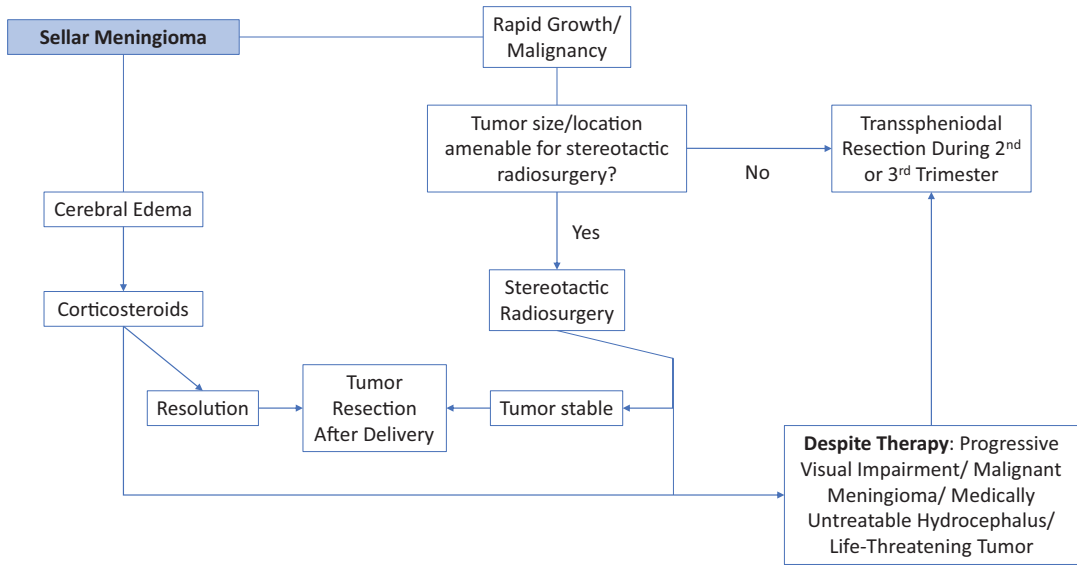 Sellar Meningioma
Rapid Growth/
Malignancy
Tumor size/location
amenable for stereotactic
radiosurgery?
No
Transspheniodal
Resection During 2nd
or 3rd Trimester
Cerebral Edema
Yes
Corticosteroids
Stereotactic
Radiosurgery
Resolution
Tumor
Resection
After Delivery
Tumor stable
Despite Therapy: Progressive
Visual Impairment/ Malignant
Meningioma/ Medically
Untreatable Hydrocephalus/
Life-Threatening Tumor